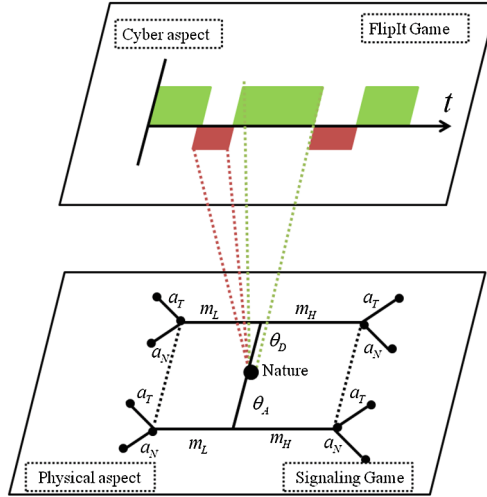 Cyber aspect
FlipIt Game
t
a_T
m_L
m_H
a_T
a_N
θ_D
a_N
Nature
a_T
θ_A
a_T
a_N
m_L
m_H
a_N
Physical aspect
Signaling Game